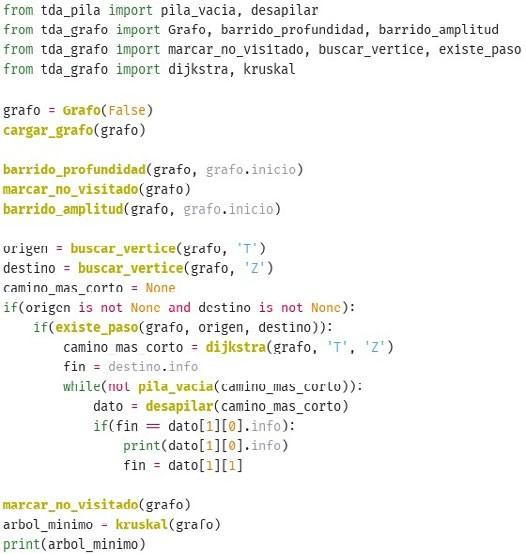 from tda_pila import pila_vacia, desapilar
from tda_grafo import Grafo, barrido_profundidad, barrido_amplitud
from tda_grafo import marcar_no_visitado, buscar_vertice, existe_paso
from tda_grafo import dijkstra, kruskal
grafo = Grafo(False)
cargar_grafo(grafo)
barrido_profundidad(grafo, grafo.inicio)
marcar_no_visitado(grafo)
barrido_amplitud(grafo, grafo.inicio)
origen = buscar_vertice(grafo, 'T')
destino = buscar_vertice(grafo, 'Z')
camino_mas_corto = None
if(origen is not None and destino is not None):
    if(existe_paso(grafo, origen, destino)):
        camino_mas_corto = dijkstra(grafo, 'T', 'Z')
        fin = destino.info
        while(not pila_vacia(camino_mas_corto)):
            dato = desapilar(camino_mas_corto)
            if(fin == dato[1][0].info):
                print(dato[1][0].info)
                fin = dato[1][1]
marcar_no_visitado(grafo)
arbol_minimo = kruskal(grafo)
print(arbol_minimo)